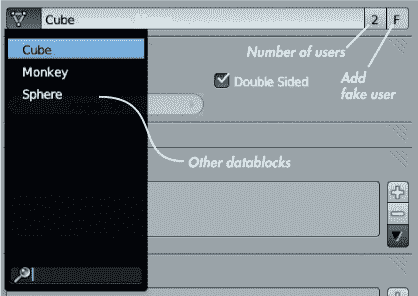 Cube 2 F
Cube
Number of users
Monkey
Add
fake user
Double Sided
Sphere
Other datablocks